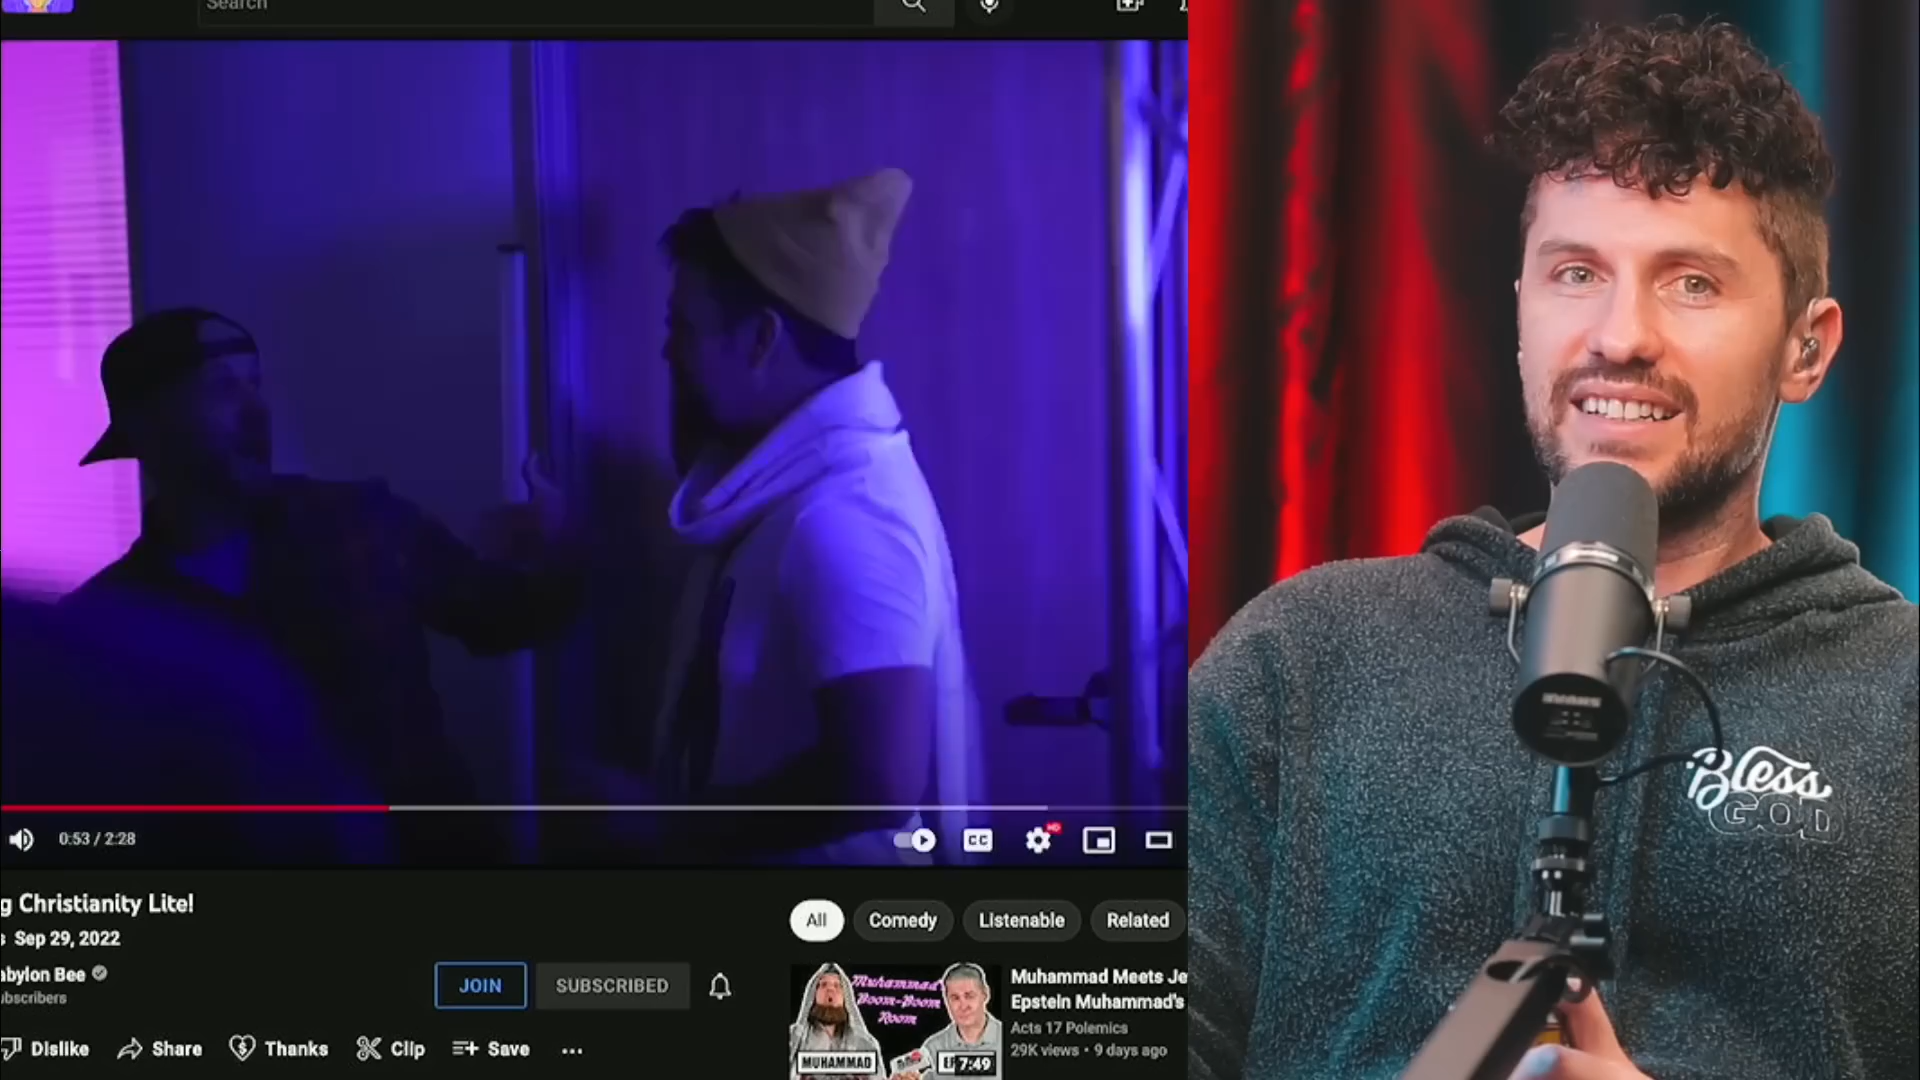 Search
0:53 / 2:28
CC
HD
g Christianity Lite!
s Sep 29, 2022
abylon Bee
ubscribers
JOIN
SUBSCRIBED
Dislike
Share
Thanks
Clip
Save
All
Comedy
Listenable
Related
Muhammad's
Boom-Boom
Room
MUHAMMAD
7:49
Muhammad Meets Je
Epstein Muhammad's
Acts 17 Polemics
29K views • 9 days ago
Bless
GOD